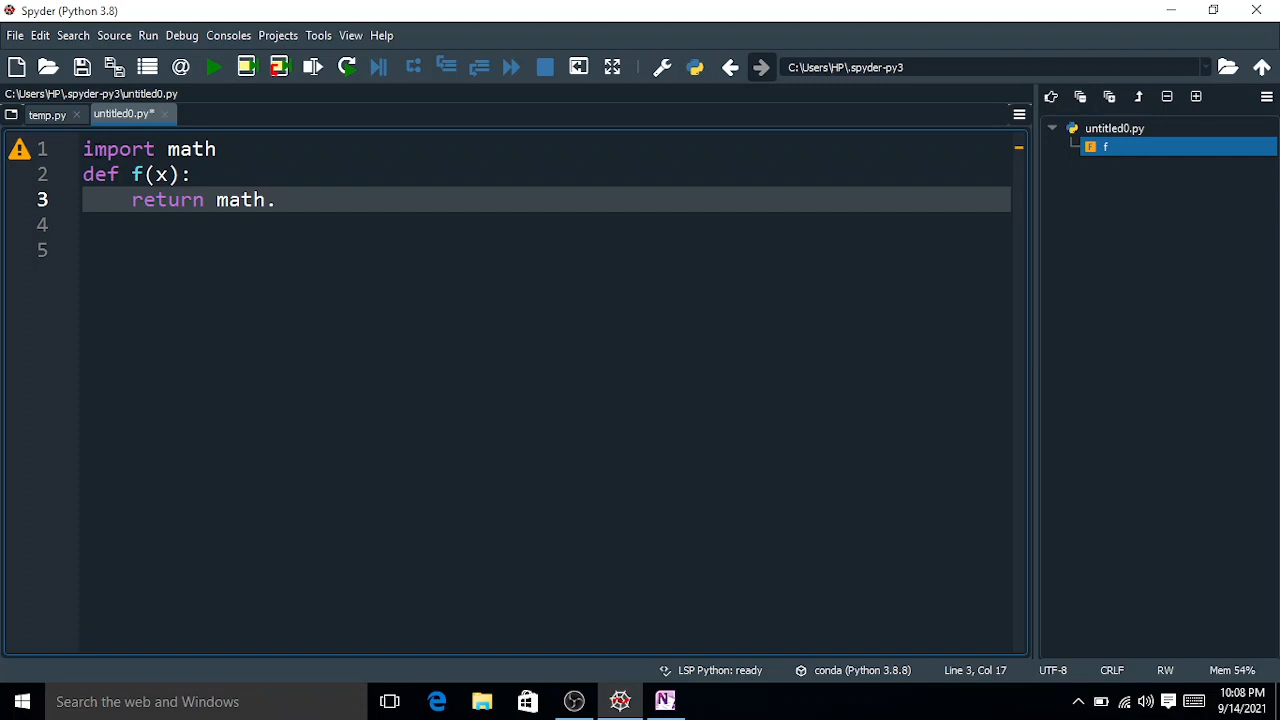 Spyder (Python 3.8)
File Edit Search Source Run Debug Consoles Projects Tools View Help
C:\Users\HP\.spyder-py3
C:\Users\HP\.spyder-py3\untitled0.py
temp.py untitled0.py*
untitled0.py
f
1 import math
2 def f(x):
3 return math.
4
5
LSP Python: ready conda (Python 3.8.8) Line 3, Col 17 UTF-8 CRLF RW Mem 54%
Search the web and Windows
10:08 PM
9/14/2021